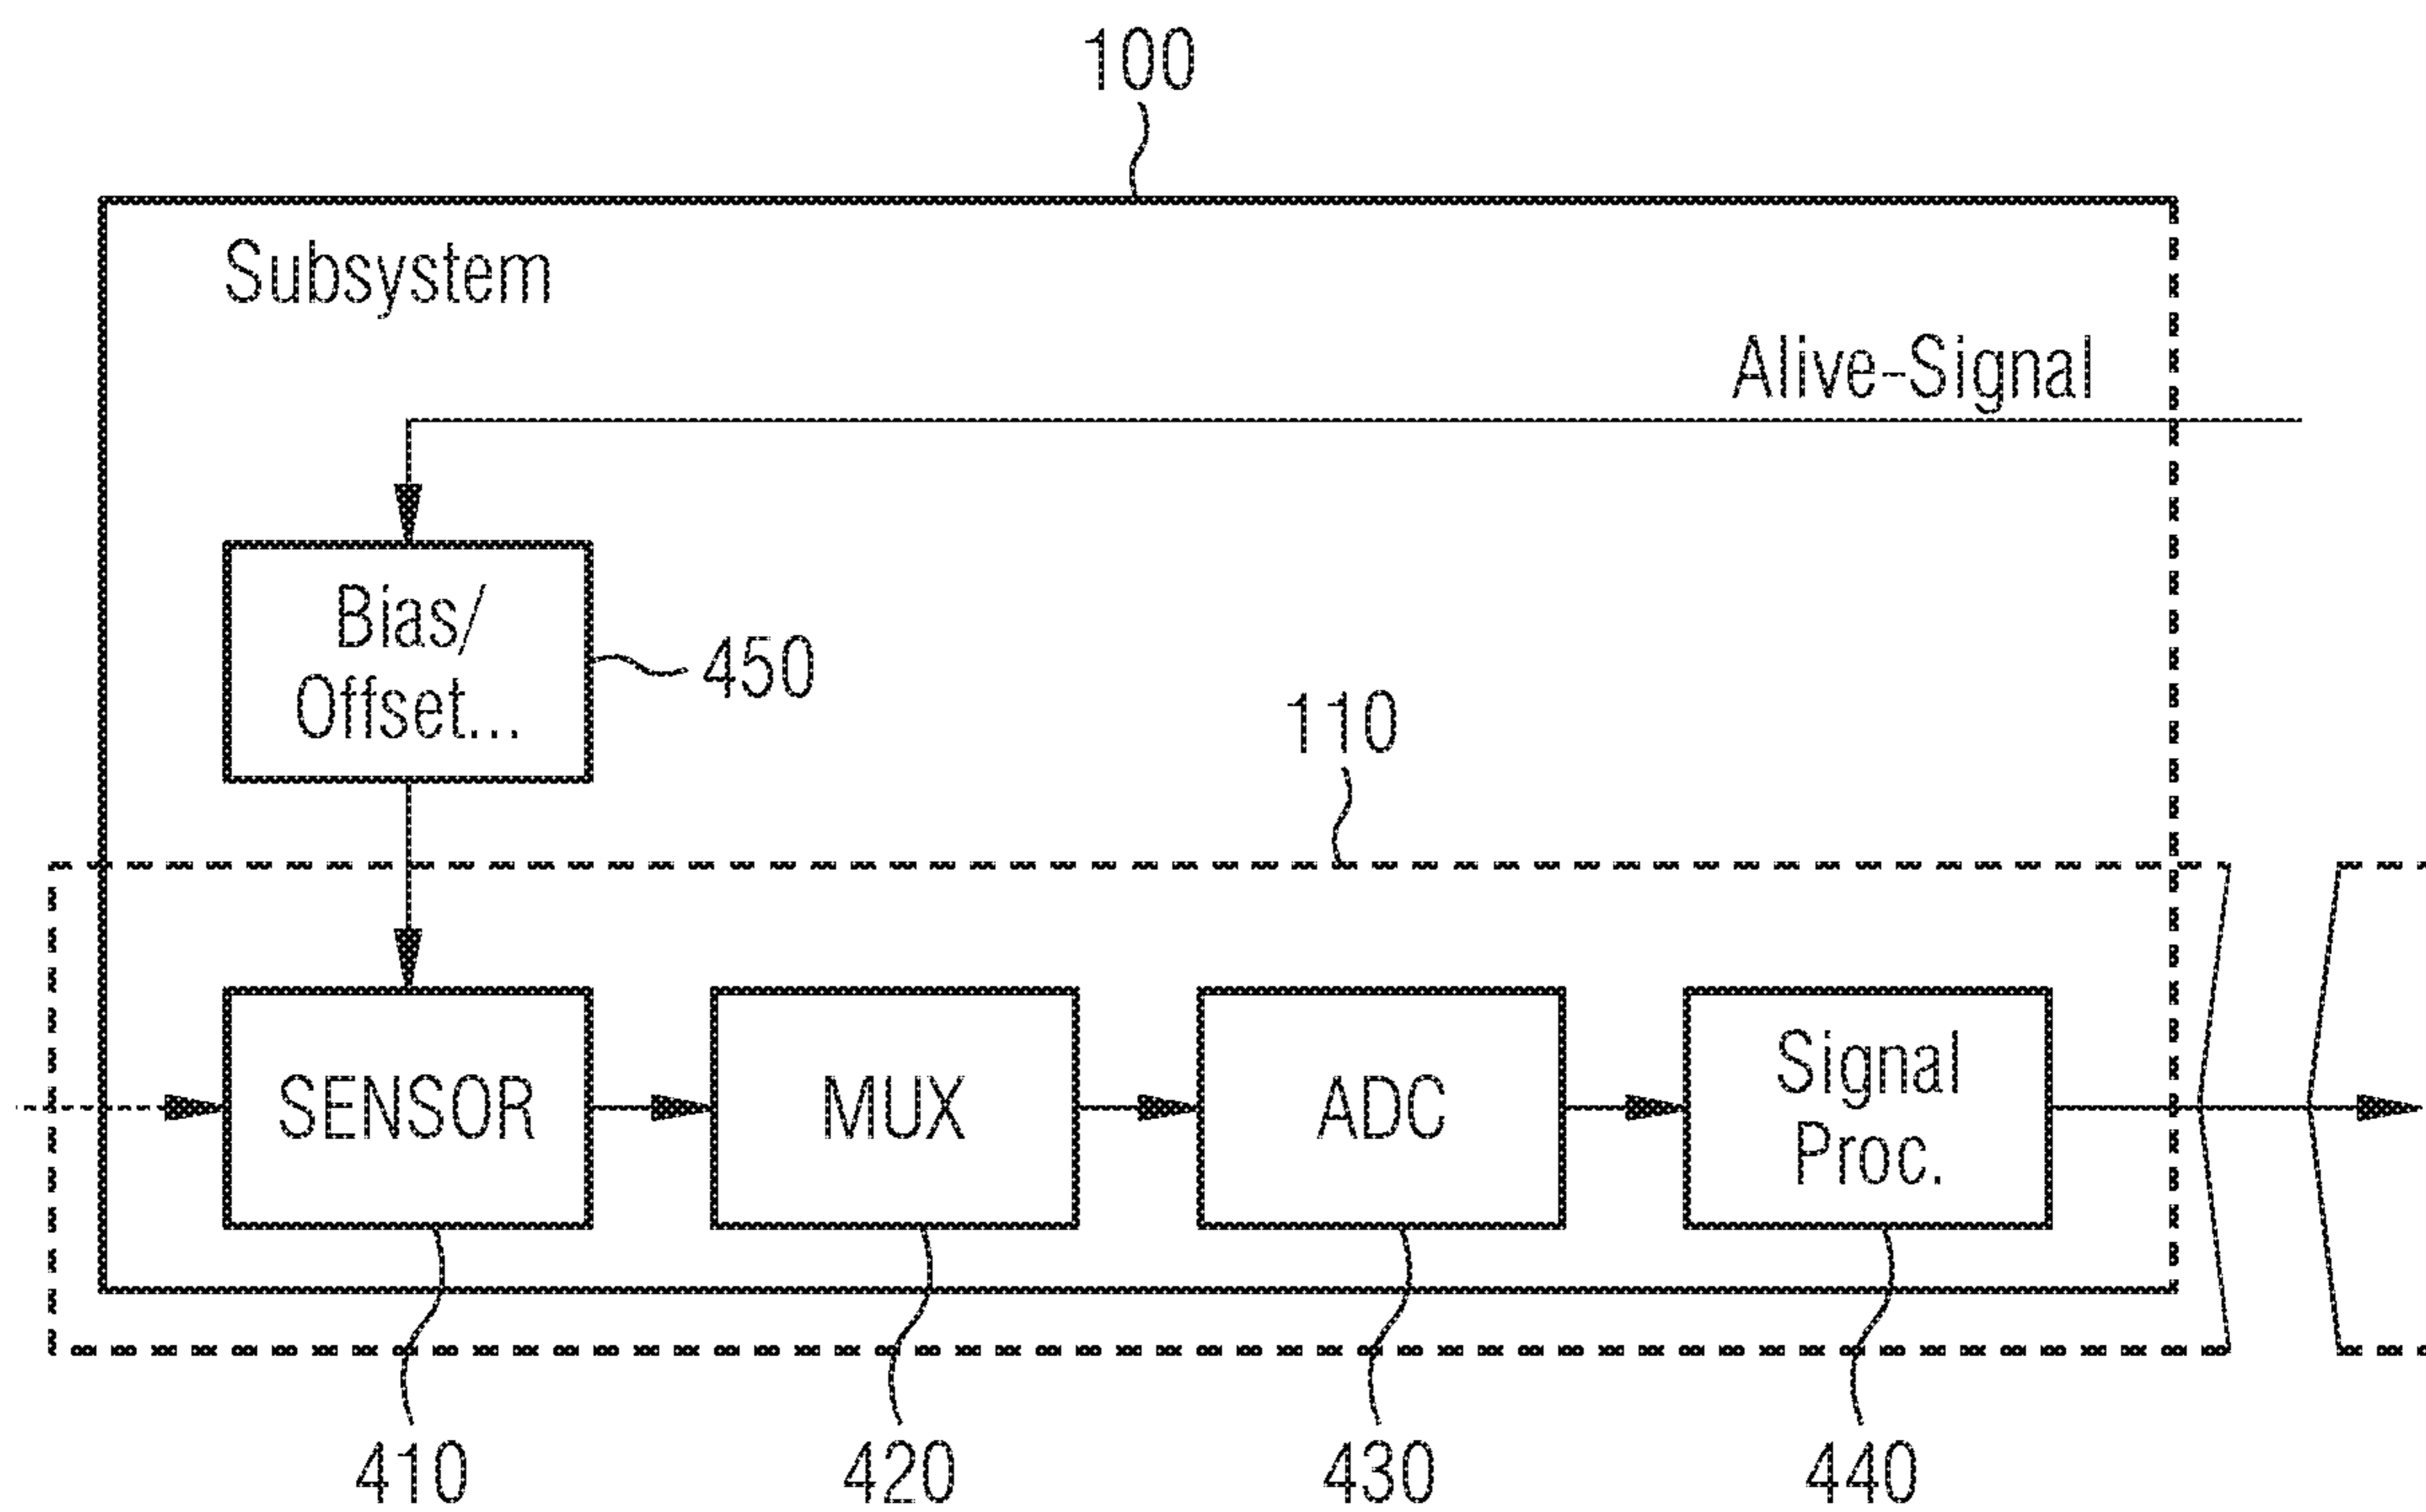 100
Subsystem
Alive-Signal
Bias/
Offset...
450
110
SENSOR
MUX
ADC
Signal
Proc.
410
420
430
440